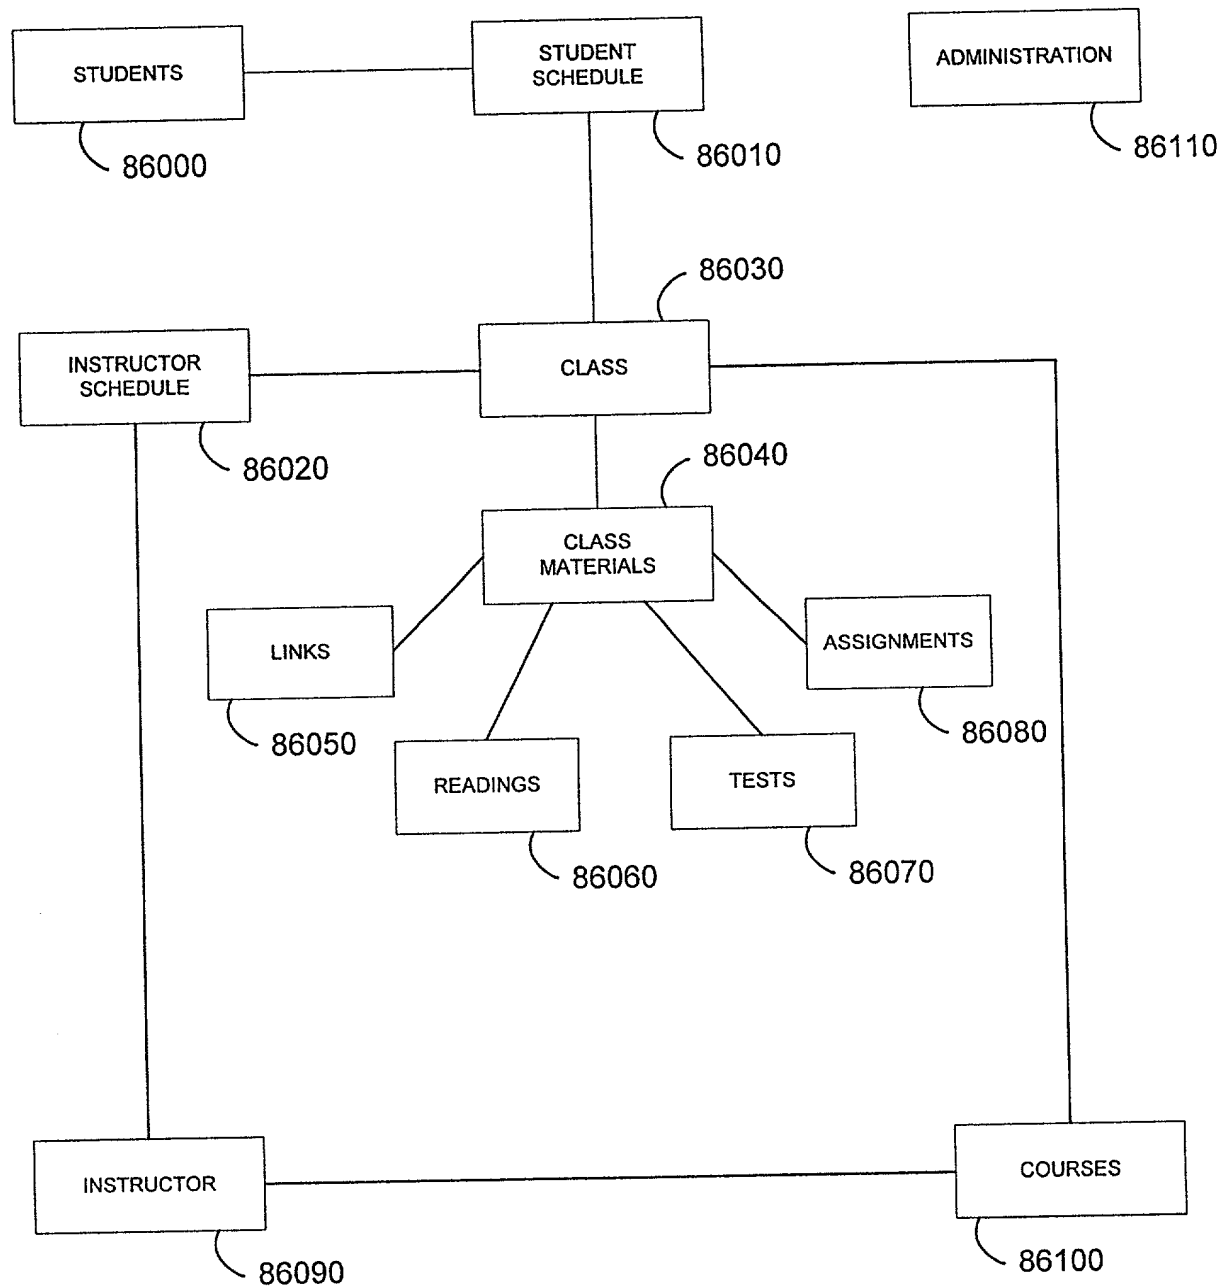 STUDENTS
86000
STUDENT
SCHEDULE
86010
ADMINISTRATION
86110
86030
INSTRUCTOR
SCHEDULE
86020
CLASS
86040
CLASS
MATERIALS
LINKS
86050
READINGS
86060
TESTS
86070
ASSIGNMENTS
86080
INSTRUCTOR
86090
COURSES
86100